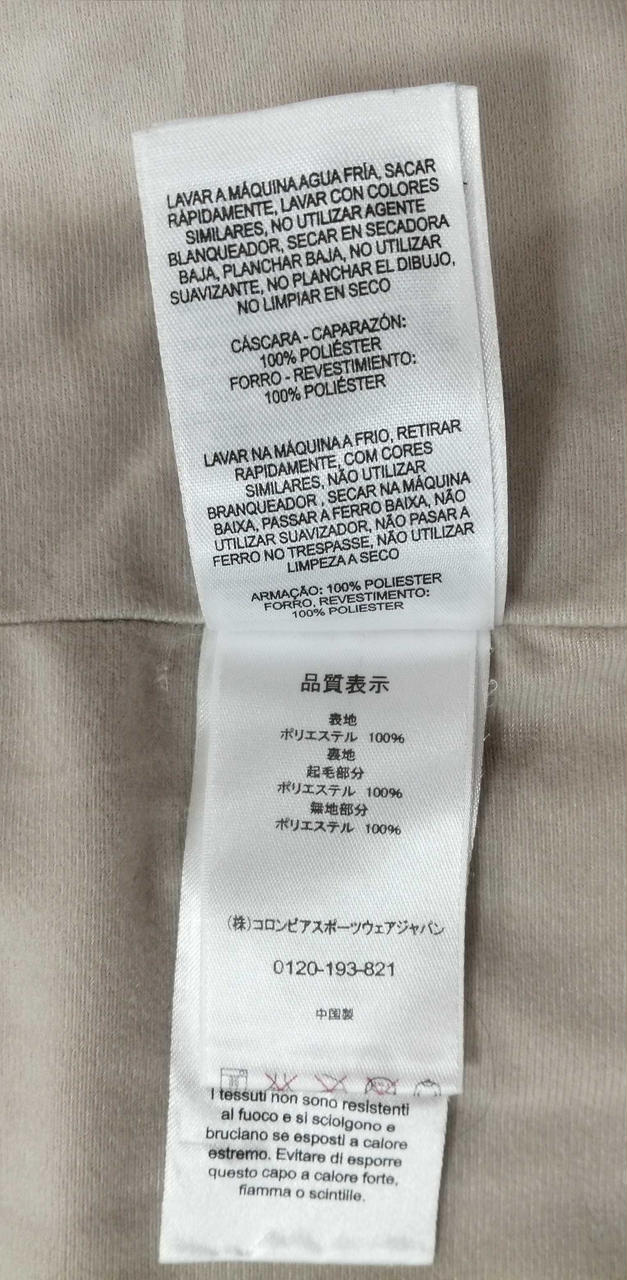 LAVAR A MÁQUINA AGUA FRÍA, SACAR
RÁPIDAMENTE, LAVAR CON COLORES
SIMILARES, NO UTILIZAR AGENTE
BLANQUEADOR, SECAR EN SECADORA
BAJA, PLANCHAR BAJA, NO UTILIZAR
SUAVIZANTE, NO PLANCHAR EL DIBUJO,
NO LIMPIAR EN SECO
CÁSCARA - CAPARAZÓN:
100% POLIÉSTER
FORRO - REVESTIMIENTO:
100% POLIÉSTER
LAVAR NA MÁQUINA A FRIO, RETIRAR
RAPIDAMENTE, COM CORES
SIMILARES, NÃO UTILIZAR
BRANQUEADOR , SECAR NA MÁQUINA
BAIXA, PASSAR A FERRO BAIXA, NÃO
UTILIZAR SUAVIZADOR, NÃO PASAR A
FERRO NO TRESPASSE, NÃO UTILIZAR
LIMPEZA A SECO
ARMAÇÃO: 100% POLIESTER
FORRO, REVESTIMENTO:
100% POLIESTER
品質表示
表地
ポリエステル 100%
裏地
起毛部分
ポリエステル 100%
無地部分
ポリエステル 100%
(株)コロンビアスポーツウェアジャパン
0120-193-821
中国製
I tessuti non sono resistenti
al fuoco e si sciolgono e
bruciano se esposti a calore
estremo. Evitare di esporre
questo capo a calore forte,
fiamma o scintille.